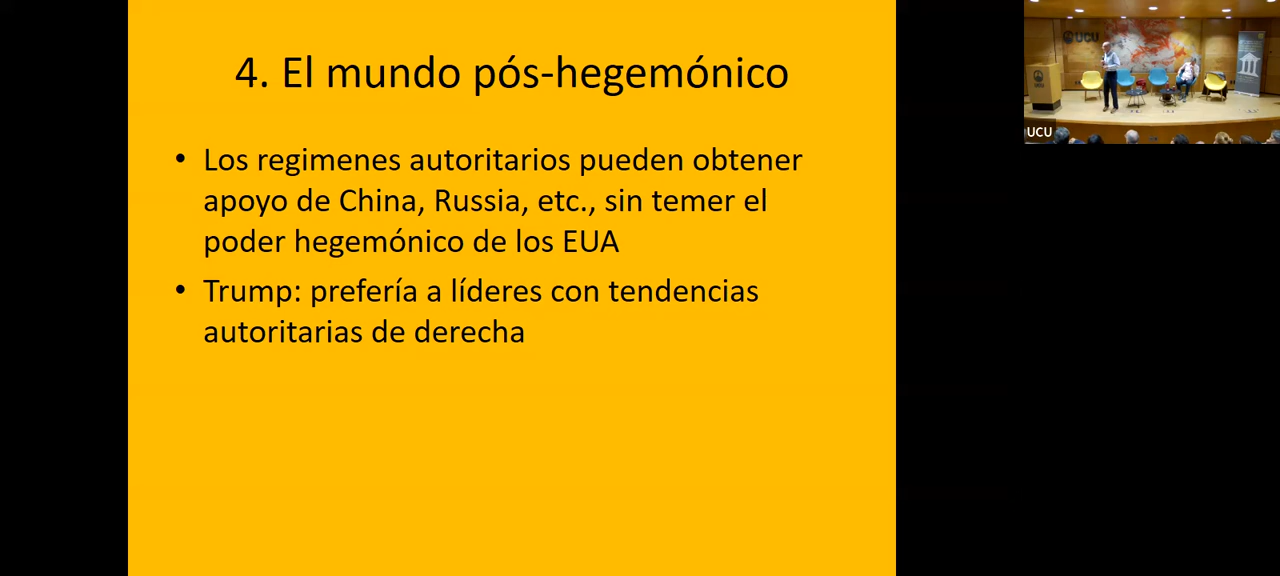 4. El mundo pós-hegemónico
• Los regimenes autoritarios pueden obtener
apoyo de China, Russia, etc., sin temer el
poder hegemónico de los EUA
• Trump: prefería a líderes con tendencias
autoritarias de derecha
UCU
UCU